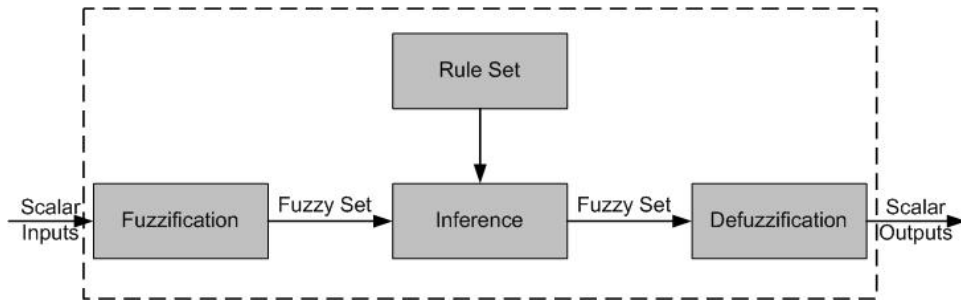 Rule Set
Scalar
Inputs
Fuzzification
Fuzzy Set
Inference
Fuzzy Set
Defuzzification
Scalar
Outputs